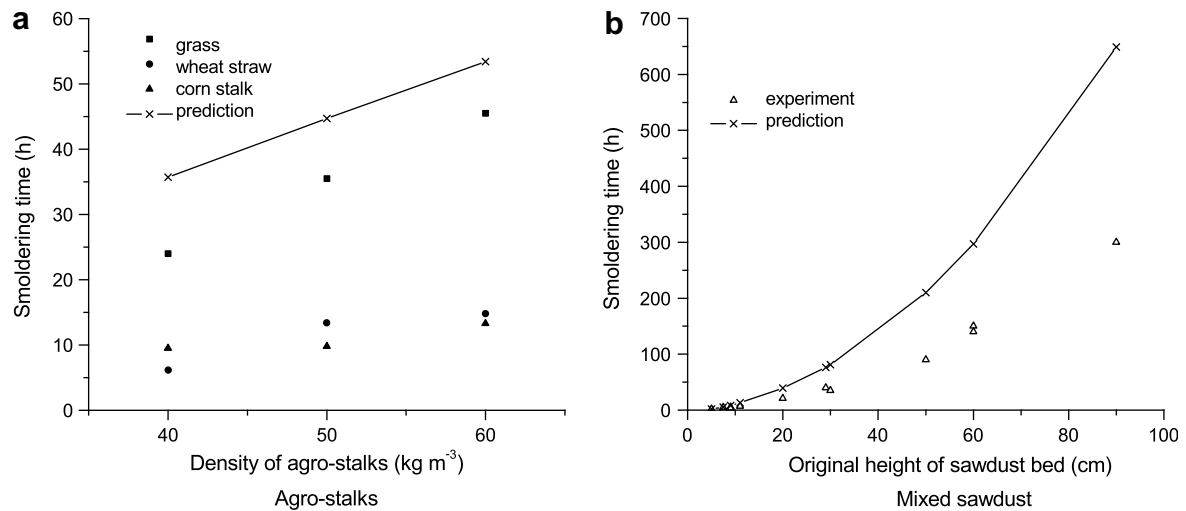 a
60
50
40
30
20
10
0
Smoldering time (h)
grass
wheat straw
corn stalk
prediction
40 50 60
Density of agro-stalks (kg m⁻³)
Agro-stalks
b
700
600
500
400
300
200
100
0
Smoldering time (h)
experiment
prediction
0 20 40 60 80 100
Original height of sawdust bed (cm)
Mixed sawdust